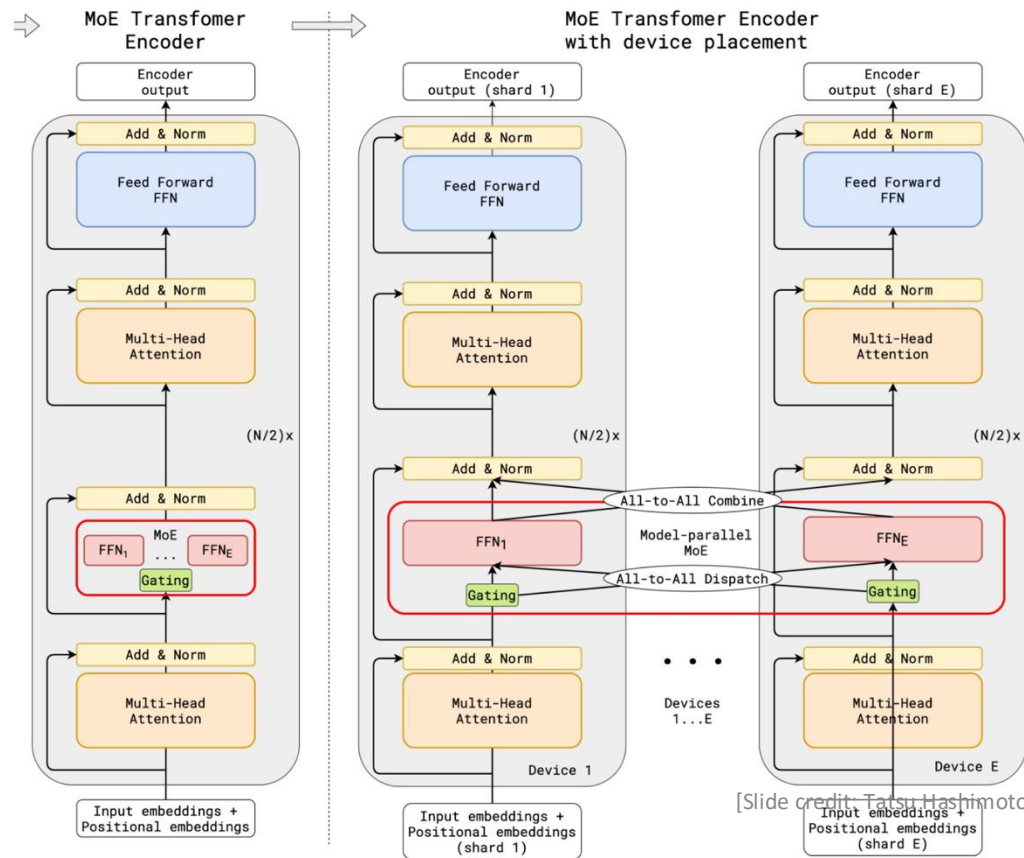 MoE Transfomer
Encoder
Encoder
output
Add & Norm
Feed Forward
FFN
Add & Norm
Multi-Head
Attention
(N/2)x
Add & Norm
MoE
FFN1 ... FFNE
Gating
Add & Norm
Multi-Head
Attention
Input embeddings +
Positional embeddings
MoE Transfomer Encoder
with device placement
Encoder
output (shard 1)
Add & Norm
Feed Forward
FFN
Add & Norm
Multi-Head
Attention
(N/2)x
Add & Norm
FFN1
Gating
Add & Norm
Multi-Head
Attention
Device 1
Input embeddings +
Positional embeddings
(shard 1)
All-to-All Combine
Model-parallel
MoE
All-to-All Dispatch
• • •
Devices
1...E
Encoder
output (shard E)
Add & Norm
Feed Forward
FFN
Add & Norm
Multi-Head
Attention
(N/2)x
Add & Norm
FFNE
Gating
Add & Norm
Multi-Head
Attention
Device E
Input embeddings +
Positional embeddings
(shard E)
[Slide credit: Tatsu Hashimoto